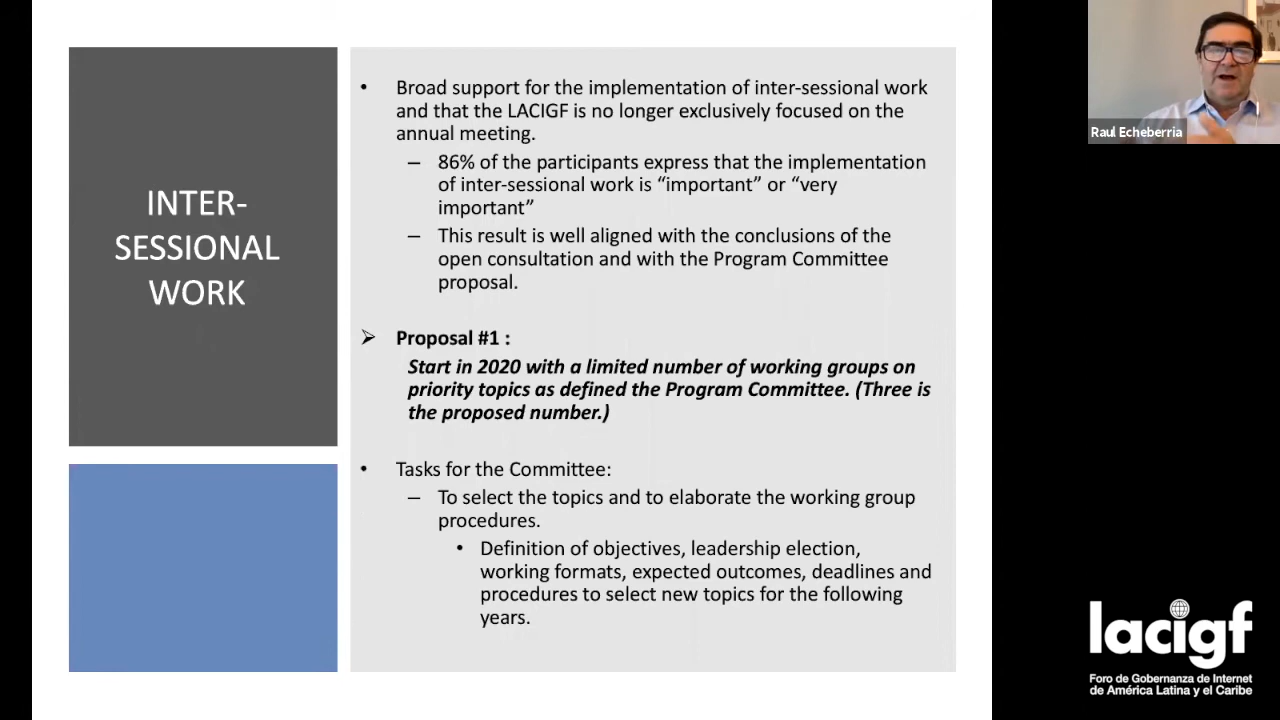 INTER-
SESSIONAL
WORK
• Broad support for the implementation of inter-sessional work
and that the LACIGF is no longer exclusively focused on the
annual meeting.
– 86% of the participants express that the implementation
of inter-sessional work is “important” or “very
important”
– This result is well aligned with the conclusions of the
open consultation and with the Program Committee
proposal.
➢ Proposal #1 :
Start in 2020 with a limited number of working groups on
priority topics as defined the Program Committee. (Three is
the proposed number.)
• Tasks for the Committee:
– To select the topics and to elaborate the working group
procedures.
• Definition of objectives, leadership election,
working formats, expected outcomes, deadlines and
procedures to select new topics for the following
years.
Raul Echeberria
lacigf
Foro de Gobernanza de Internet
de América Latina y el Caribe